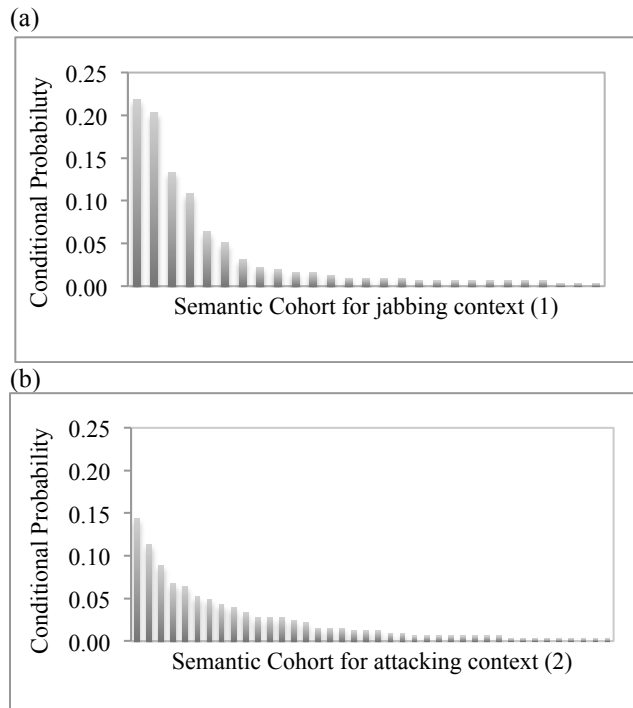 (a)
0.25
0.20
0.15
0.10
0.05
0.00
Conditional Probabiluty
Semantic Cohort for jabbing context (1)
(b)
0.25
0.20
0.15
0.10
0.05
0.00
Conditional Probability
Semantic Cohort for attacking context (2)